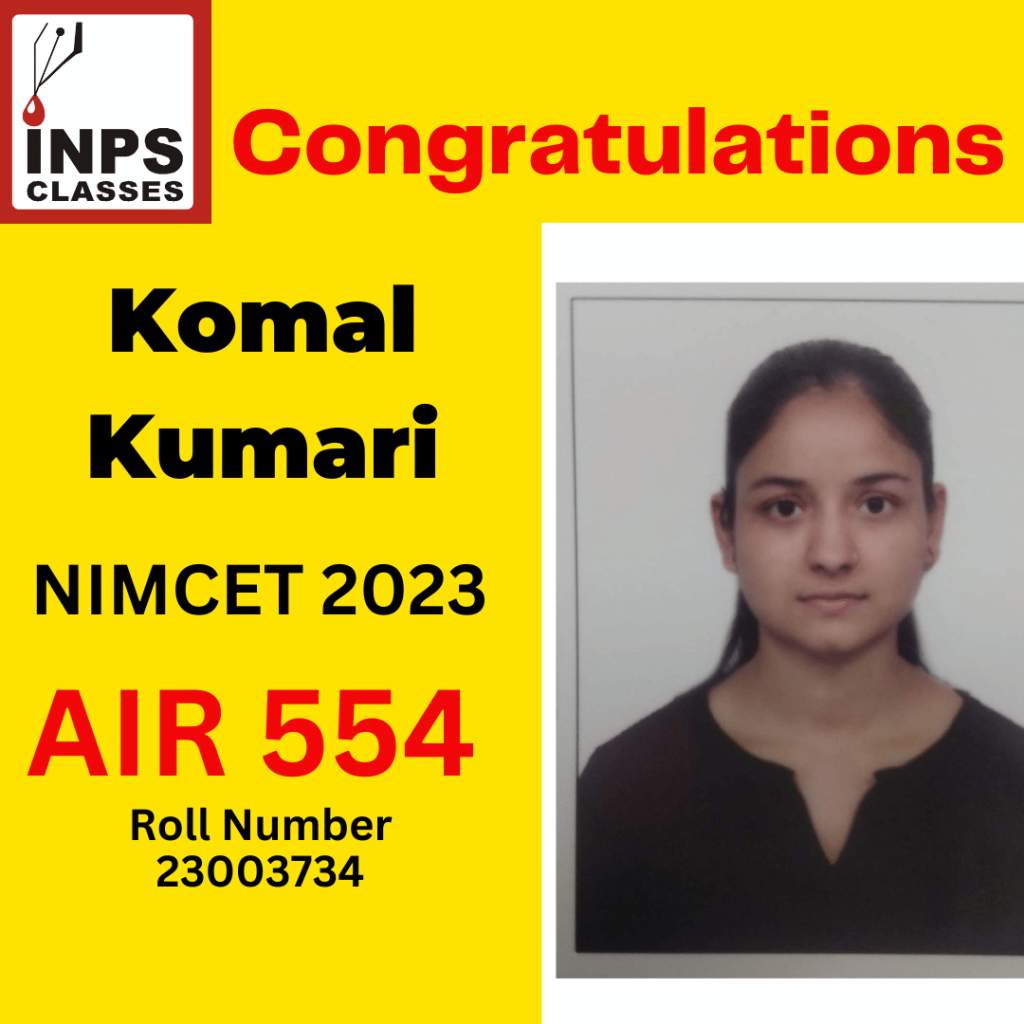 INPS
CLASSES
Congratulations
Komal
Kumari
NIMCET 2023
AIR 554
Roll Number
23003734